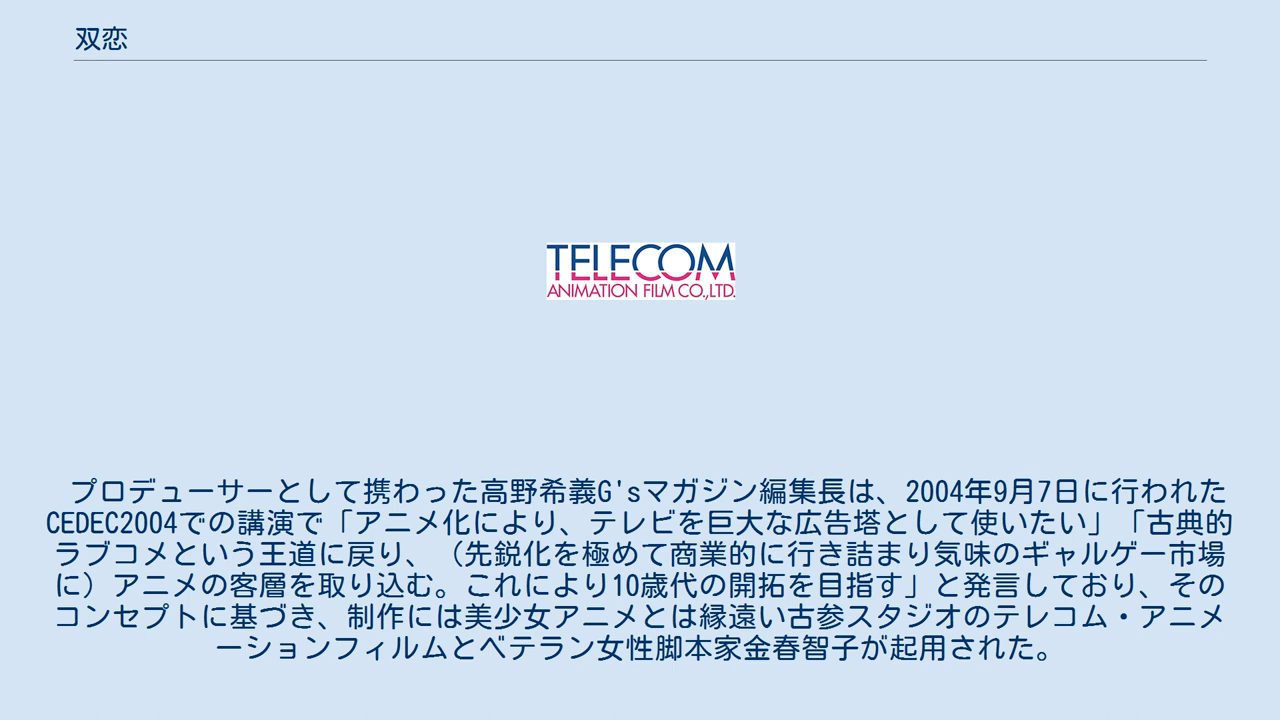 双恋
TELECOM
ANIMATION FILM CO.,LTD.
プロデューサーとして携わった高野希義G'sマガジン編集長は、2004年9月7日に行われた
CEDEC2004での講演で「アニメ化により、テレビを巨大な広告塔として使いたい」「古典的
ラブコメという王道に戻り、（先鋭化を極めて商業的に行き詰まり気味のギャルゲー市場
に）アニメの客層を取り込む。これにより10歳代の開拓を目指す」と発言しており、その
コンセプトに基づき、制作には美少女アニメとは縁遠い古参スタジオのテレコム・アニメ
ーションフィルムとベテラン女性脚本家金春智子が起用された。